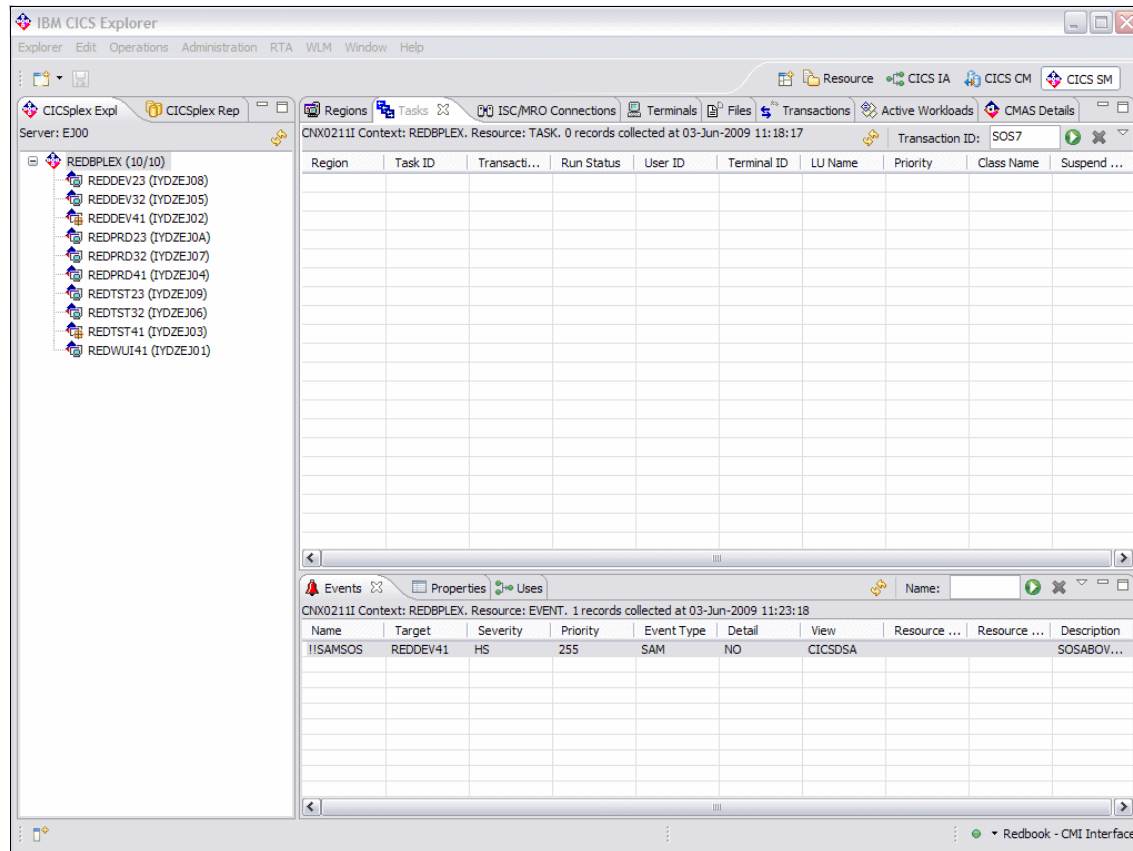 IBM CICS Explorer
Explorer Edit Operations Administration RTA WLM Window Help
Resource CICS IA CICS CM CICS SM
CICSplex Expl CICSplex Rep
Regions Tasks ISC/MRO Connections Terminals Files Transactions Active Workloads CMAS Details
Server: EJ00
CNX0211I Context: REDBPLEX. Resource: TASK. 0 records collected at 03-Jun-2009 11:18:17 Transaction ID: SOS7
Region Task ID Transacti... Run Status User ID Terminal ID LU Name Priority Class Name Suspend ...
REDBPLEX (10/10)
REDDEV23 (IYDZEJ08)
REDDEV32 (IYDZEJ05)
REDDEV41 (IYDZEJ02)
REDPRD23 (IYDZEJ0A)
REDPRD32 (IYDZEJ07)
REDPRD41 (IYDZEJ04)
REDTST23 (IYDZEJ09)
REDTST32 (IYDZEJ06)
REDTST41 (IYDZEJ03)
REDWUI41 (IYDZEJ01)
Events Properties Uses Name:
CNX0211I Context: REDBPLEX. Resource: EVENT. 1 records collected at 03-Jun-2009 11:23:18
Name Target Severity Priority Event Type Detail View Resource ... Resource ... Description
!!SAMSOS REDDEV41 HS 255 SAM NO CICSDSA SOSABOV...
Redbook - CMI Interface